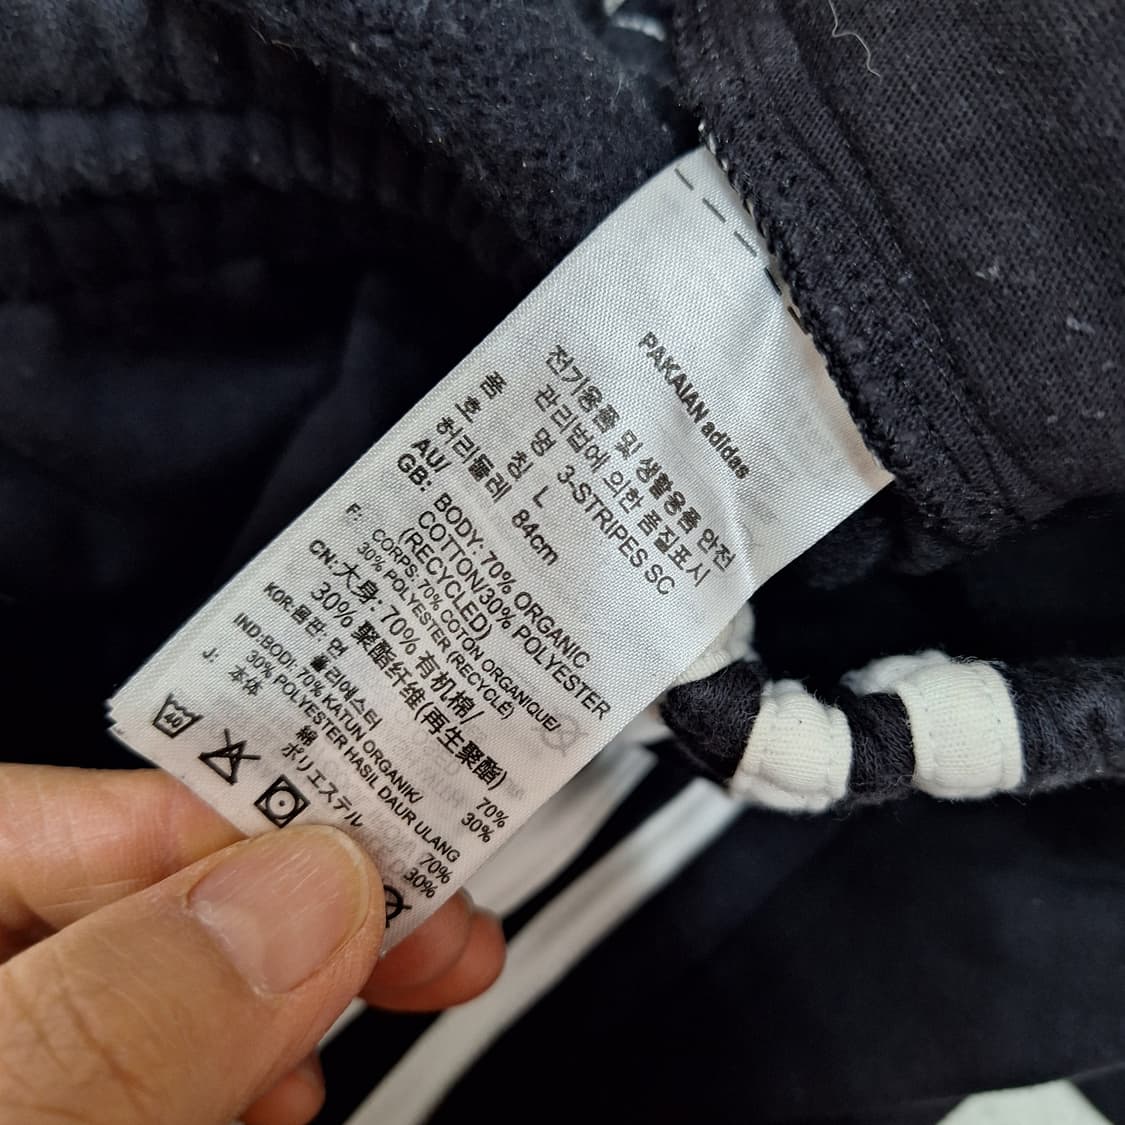 PAKAIAN adidas
전기용품 및 생활용품 안전
관리법에 의한 품질표시
품 명 3-STRIPES SC
호 칭 L
허리둘레 84cm
AU/
GB: BODY: 70% ORGANIC
COTTON/30% POLYESTER
(RECYCLED)
F: CORPS: 70% COTON ORGANIQUE/
30% POLYESTER (RECYCLÉ)
CN: 大身: 70% 有机棉/
30% 聚酯纤维(再生聚酯)
KOR: 몸판: 면 70%
폴리에스터 30%
IND:BODI: 70% KATUN ORGANIK/
30% POLYESTER HASIL DAUR ULANG
J: 本体 綿 70%
ポリエステル 30%
40